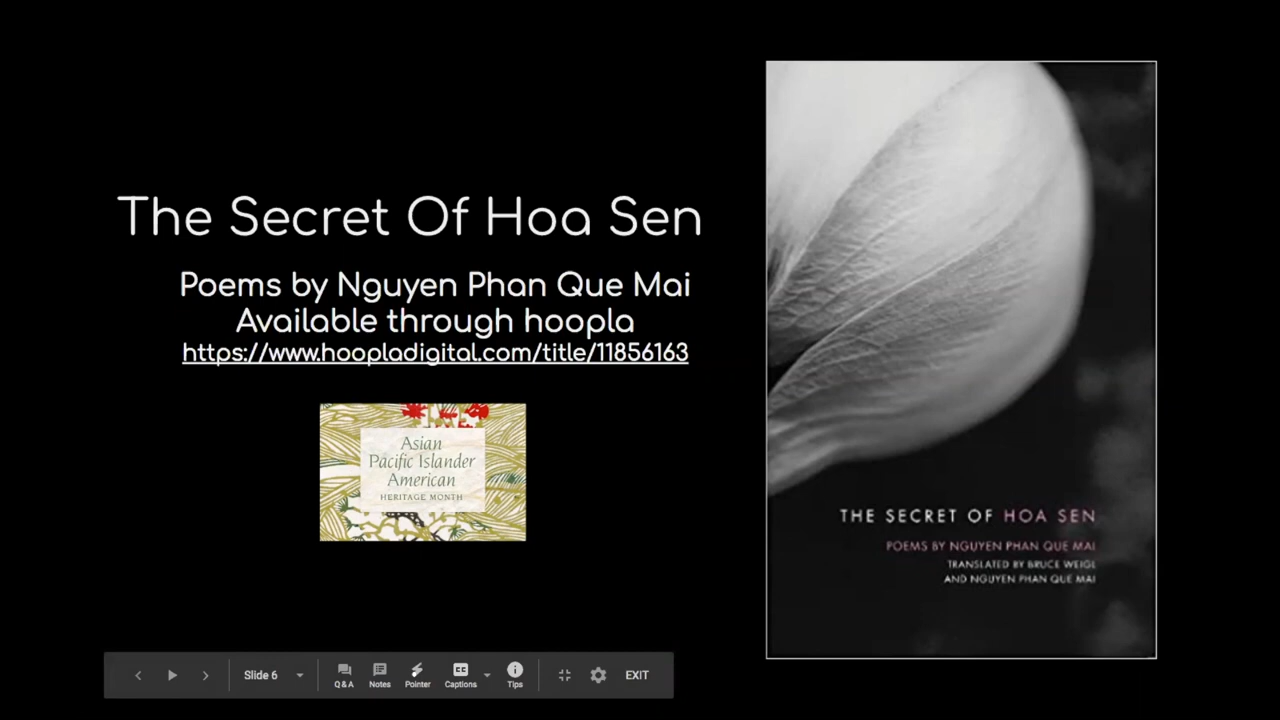 The Secret Of Hoa Sen
Poems by Nguyen Phan Que Mai
Available through hoopla
https://www.hoopladigital.com/title/11856163
Asian
Pacific Islander
American
HERITAGE MONTH
THE SECRET OF HOA SEN
POEMS BY NGUYEN PHAN QUE MAI
TRANSLATED BY BRUCE WEIGL
AND NGUYEN PHAN QUE MAI
Slide 6
Q&A
Notes
Pointer
CC
Captions
Tips
EXIT